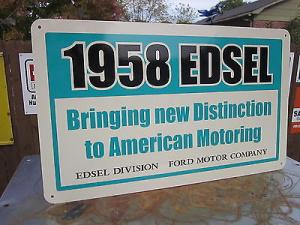 1958 EDSEL
Bringing new Distinction
to American Motoring
EDSEL DIVISION FORD MOTOR COMPANY